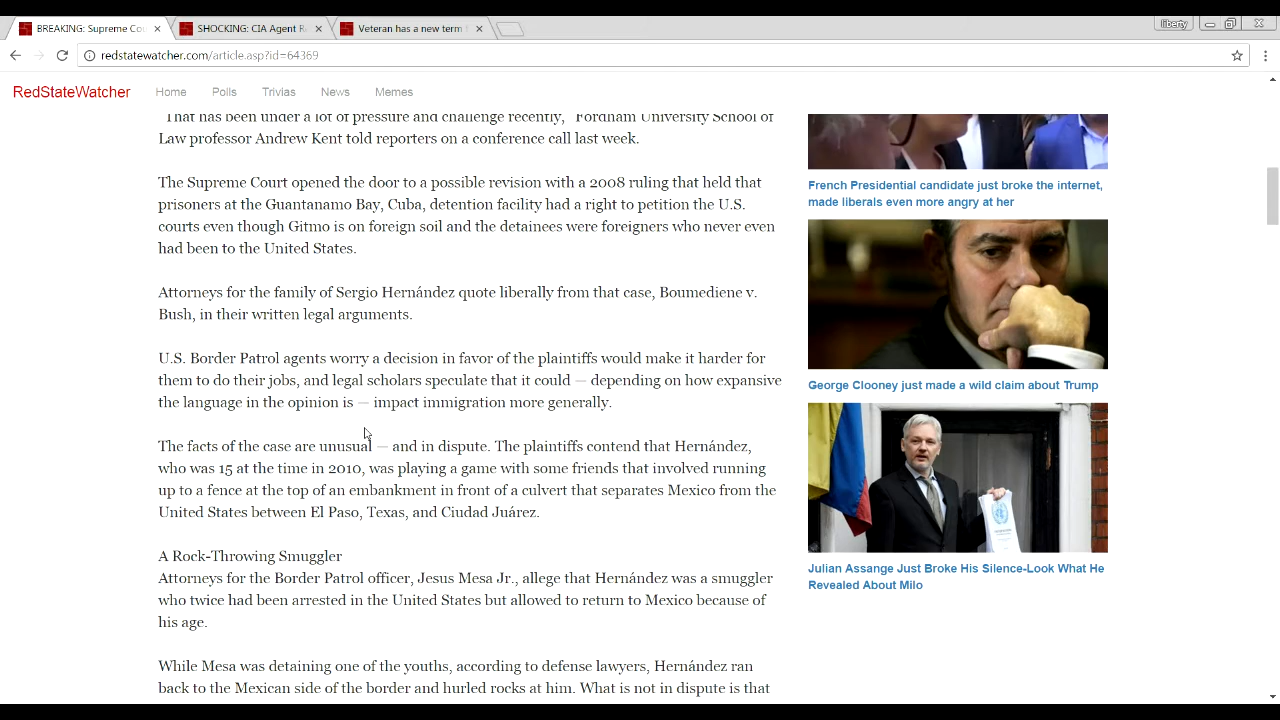 BREAKING: Supreme Cou
SHOCKING: CIA Agent R
Veteran has a new term f
liberty
redstatewatcher.com/article.asp?id=64369
RedStateWatcher
Home
Polls
Trivias
News
Memes
"That has been under a lot of pressure and challenge recently," Fordham University School of
Law professor Andrew Kent told reporters on a conference call last week.
The Supreme Court opened the door to a possible revision with a 2008 ruling that held that
prisoners at the Guantanamo Bay, Cuba, detention facility had a right to petition the U.S.
courts even though Gitmo is on foreign soil and the detainees were foreigners who never even
had been to the United States.
Attorneys for the family of Sergio Hernández quote liberally from that case, Boumediene v.
Bush, in their written legal arguments.
U.S. Border Patrol agents worry a decision in favor of the plaintiffs would make it harder for
them to do their jobs, and legal scholars speculate that it could — depending on how expansive
the language in the opinion is — impact immigration more generally.
The facts of the case are unusual — and in dispute. The plaintiffs contend that Hernández,
who was 15 at the time in 2010, was playing a game with some friends that involved running
up to a fence at the top of an embankment in front of a culvert that separates Mexico from the
United States between El Paso, Texas, and Ciudad Juárez.
A Rock-Throwing Smuggler
Attorneys for the Border Patrol officer, Jesus Mesa Jr., allege that Hernández was a smuggler
who twice had been arrested in the United States but allowed to return to Mexico because of
his age.
While Mesa was detaining one of the youths, according to defense lawyers, Hernández ran
back to the Mexican side of the border and hurled rocks at him. What is not in dispute is that
French Presidential candidate just broke the internet,
made liberals even more angry at her
George Clooney just made a wild claim about Trump
Julian Assange Just Broke His Silence-Look What He
Revealed About Milo